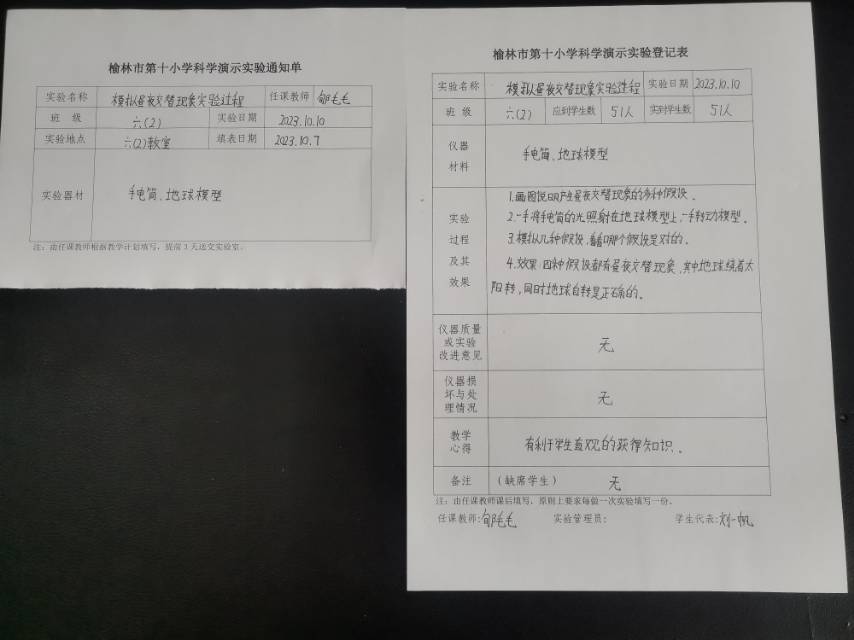 榆林市第十小学科学演示实验通知单
实验名称 模拟昼夜交替现象实验过程 任课教师 郇毛毛
班 级 六(2) 实验日期 2023.10.10
实验地点 六(2)教室 填表日期 2023.10.7
实验器材 手电筒、地球模型
注:由任课教师根据教学计划填写,提前3天送交实验室。
榆林市第十小学科学演示实验登记表
实验名称 模拟昼夜交替现象实验过程 实验日期 2023.10.10
班 级 六(2) 应到学生数 51人 实到学生数 51人
仪器
材料
手电筒、地球模型
实验
过程
及其
效果
1.画图说明产生昼夜交替现象的多种假设.
2.一手将手电筒的光照射在地球模型上,一手转动模型.
3.模拟几种假设,看看哪个假设是对的.
4.效果:四种假设都有昼夜交替现象,其中地球绕着太
阳转,同时地球自转是正确的.
仪器质量
或实验
改进意见
无
仪器损
坏与处
理情况
无
教学
心得
有利于学生直观的获得知识.
备注 (缺席学生) 无
注:由任课教师课后填写,原则上要求每做一次实验填写一份。
任课教师:郇毛毛 实验管理员: 学生代表:刘一帆